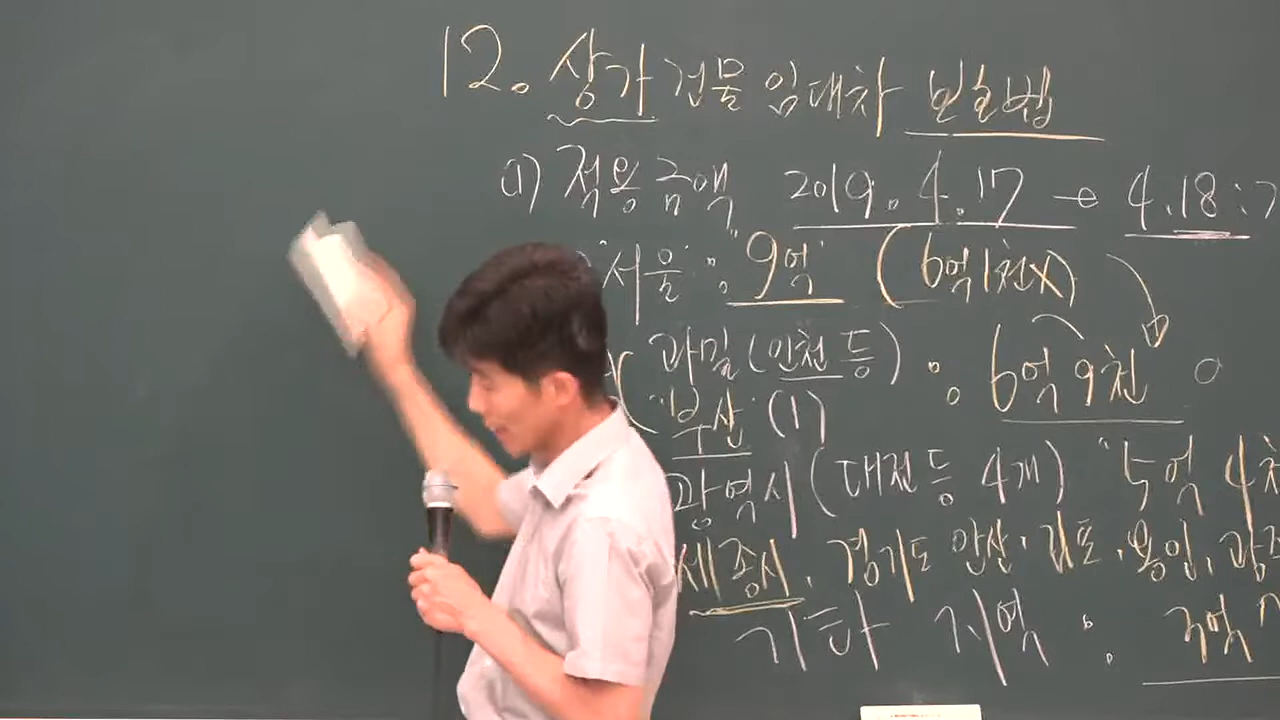 12. 상가 건물 임대차 보호법
(1) 적용 금액 2019. 4. 17 → 4.18:
"서울": "9억" (6억1천X)
과밀(인천 등) : 6억 9천
"부산" (1)
광역시(대전 등 4개) "5억 4천
세종시, 경기도 안산·김포·용인,
기타 지역 : 3억